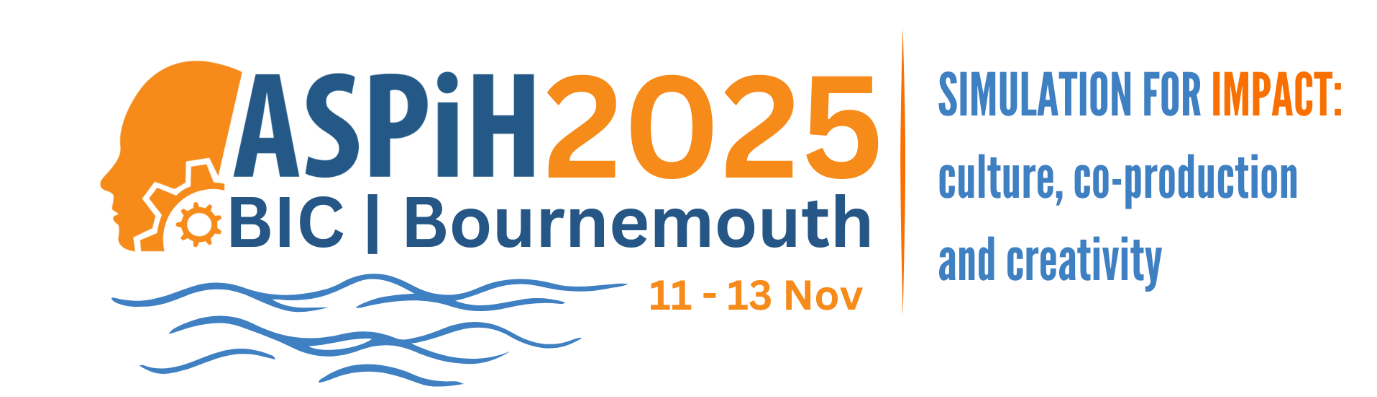 ASPiH2025
BIC | Bournemouth
11 - 13 Nov
SIMULATION FOR IMPACT:
culture, co-production
and creativity